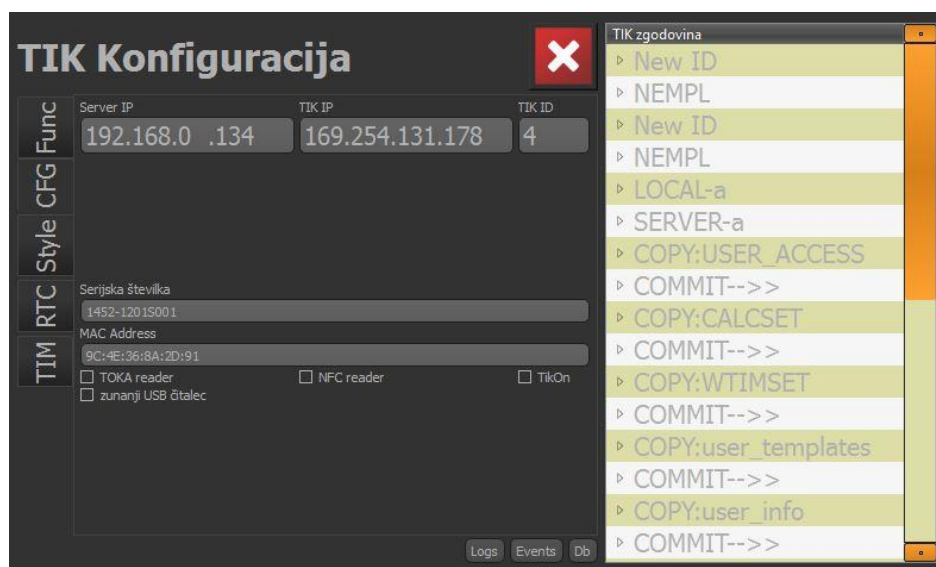 TIK Konfiguracija
Func
CFG
Style
RTC
TIM
Server IP TIK IP TIK ID
192.168.0 .134 169.254.131.178 4
Serijska številka
1452-1201S001
MAC Address
9C:4E:36:8A:2D:91
TOKA reader NFC reader TikOn
zunanji USB čitalec
Logs Events Db
TIK zgodovina
New ID
NEMPL
New ID
NEMPL
LOCAL-a
SERVER-a
COPY:USER_ACCESS
COMMIT-->>
COPY:CALCSET
COMMIT-->>
COPY:WTIMSET
COMMIT-->>
COPY:user_templates
COMMIT-->>
COPY:user_info
COMMIT-->>